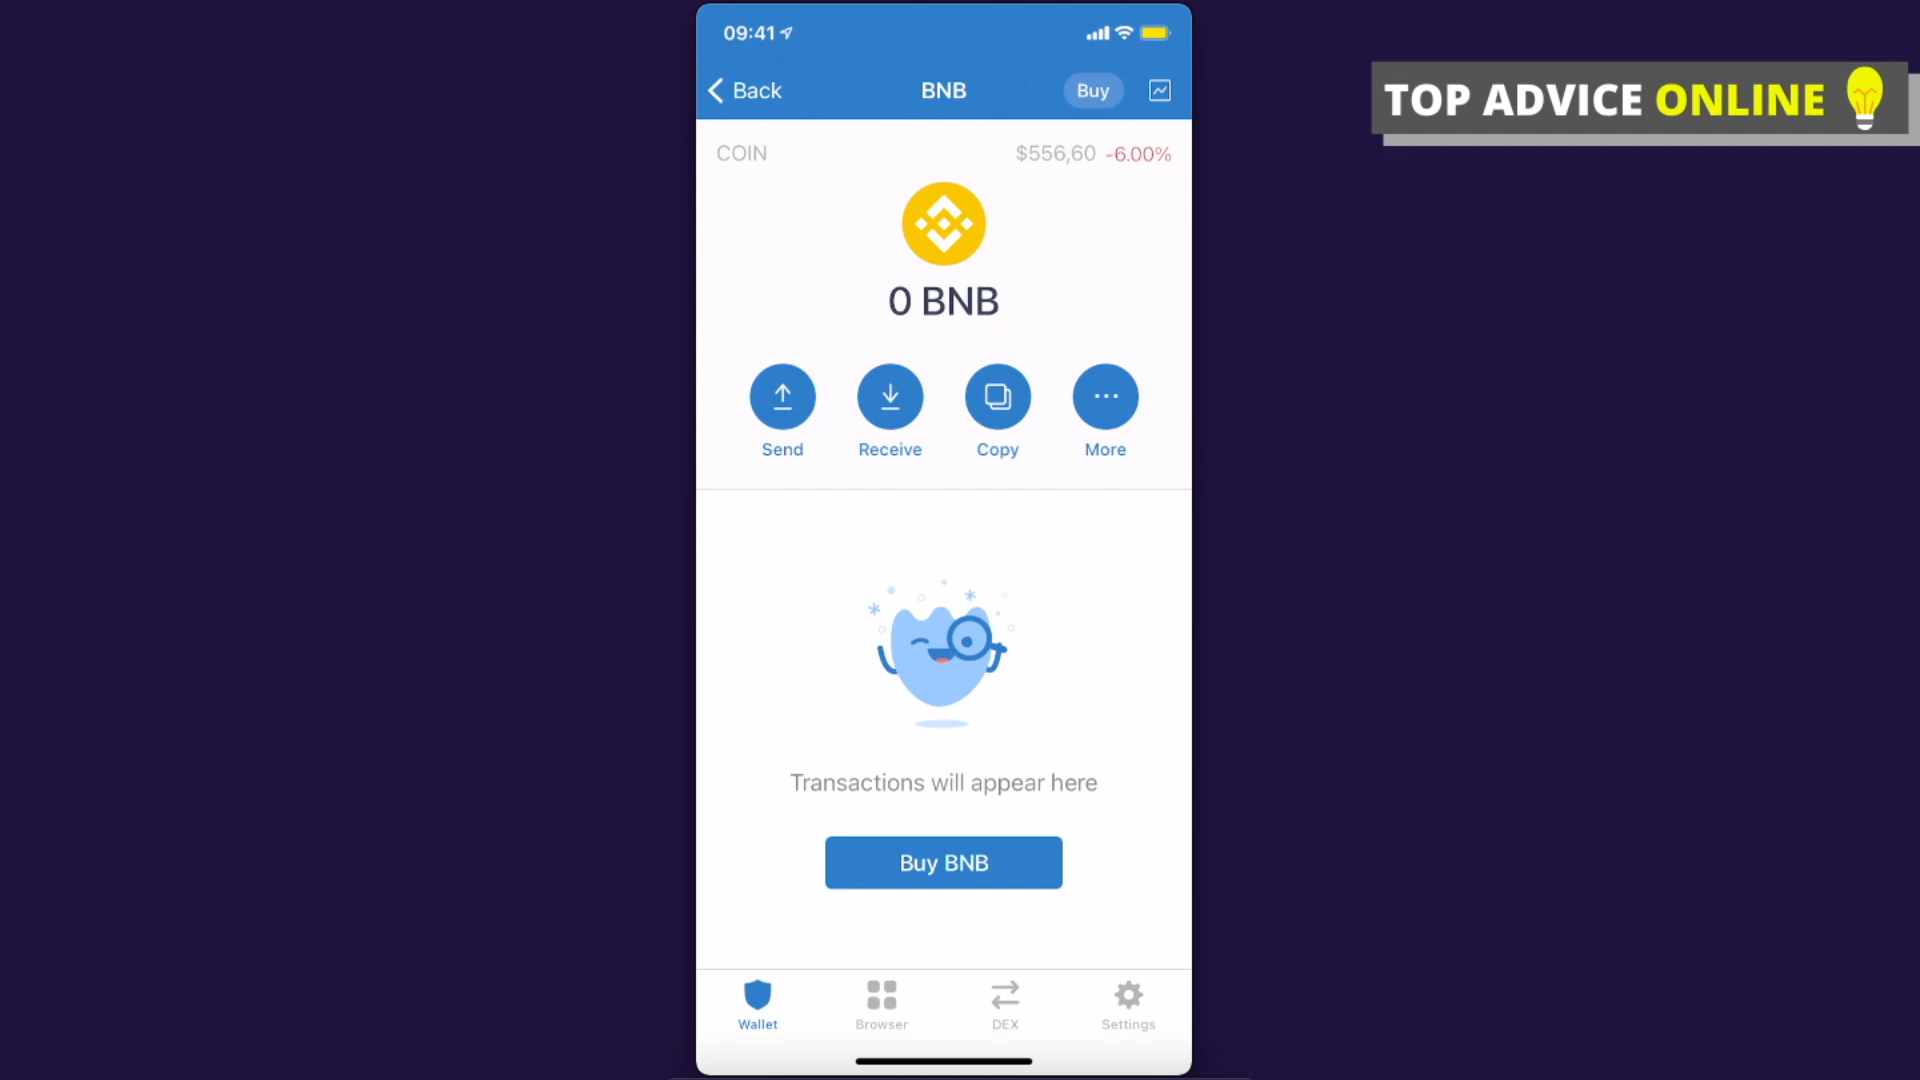 09:41
Back
BNB
Buy
TOP ADVICE ONLINE
COIN
$556,60 -6.00%
0 BNB
Send
Receive
Copy
More
Transactions will appear here
Buy BNB
Wallet
Browser
DEX
Settings